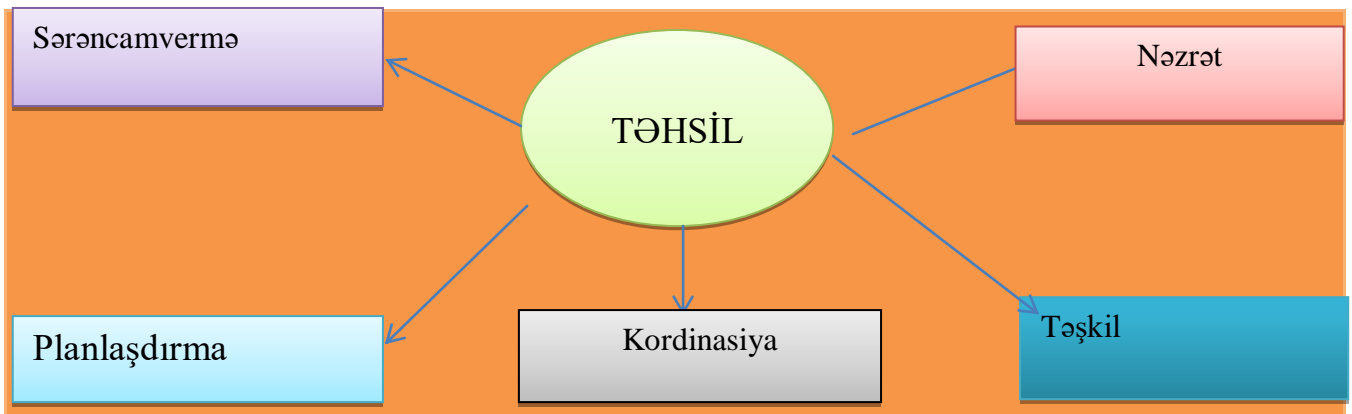 Sərəncamvermə
Nəzrət
TƏHSİL
Planlaşdırma
Kordinasiya
Təşkil